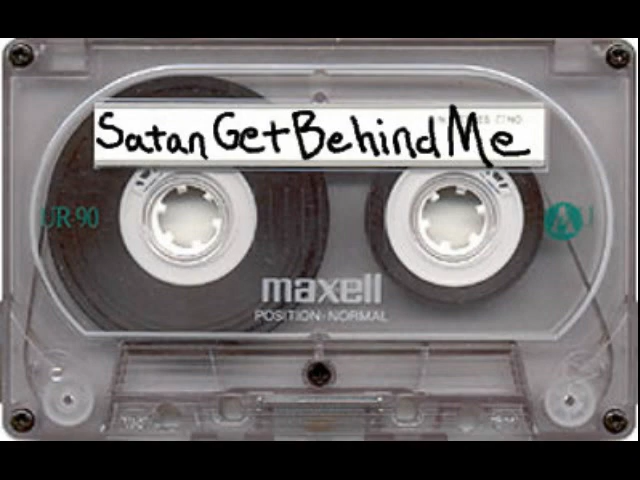 Satan Get Behind Me
UR-90
A
maxell
POSITION-NORMAL